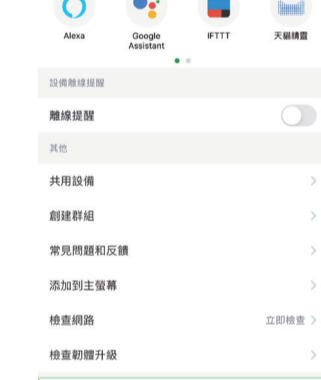 Alexa
Google Assistant
IFTTT
天貓精靈
設備離線提醒
離線提醒
其他
共用設備
創建群組
常見問題和反饋
添加到主螢幕
檢查網路
立即檢查
檢查韌體升級